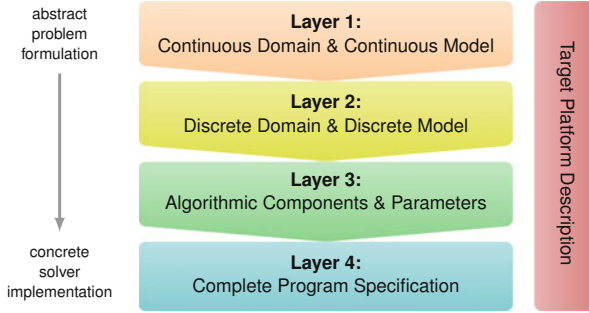 abstract
problem
formulation
Layer 1:
Continuous Domain & Continuous Model
Layer 2:
Discrete Domain & Discrete Model
Layer 3:
Algorithmic Components & Parameters
concrete
solver
implementation
Layer 4:
Complete Program Specification
Target Platform Description